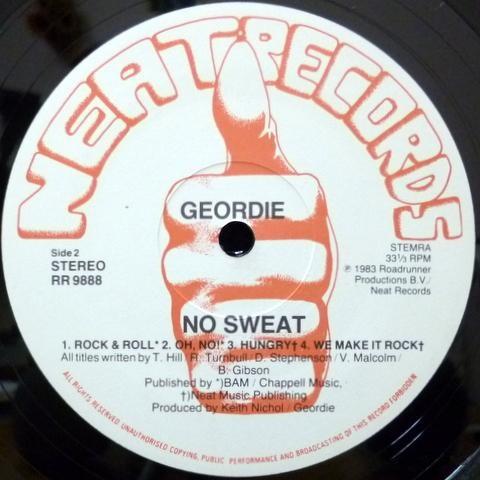 NEAT RECORDS
GEORDIE
Side 2
STEREO
RR 9888
STEMRA
33⅓ RPM
℗ 1983 Roadrunner
Productions B.V./
Neat Records
NO SWEAT
1. ROCK & ROLL* 2. OH, NO!* 3. HUNGRY† 4. WE MAKE IT ROCK†
All titles written by T. Hill / R. Turnbull / D. Stephenson / V. Malcolm /
B. Gibson
Published by *)BAM / Chappell Music,
†)Neat Music Publishing
Produced by Keith Nichol / Geordie
ALL RIGHTS RESERVED. UNAUTHORISED COPYING, PUBLIC PERFORMANCE AND BROADCASTING OF THIS RECORD FORBIDDEN